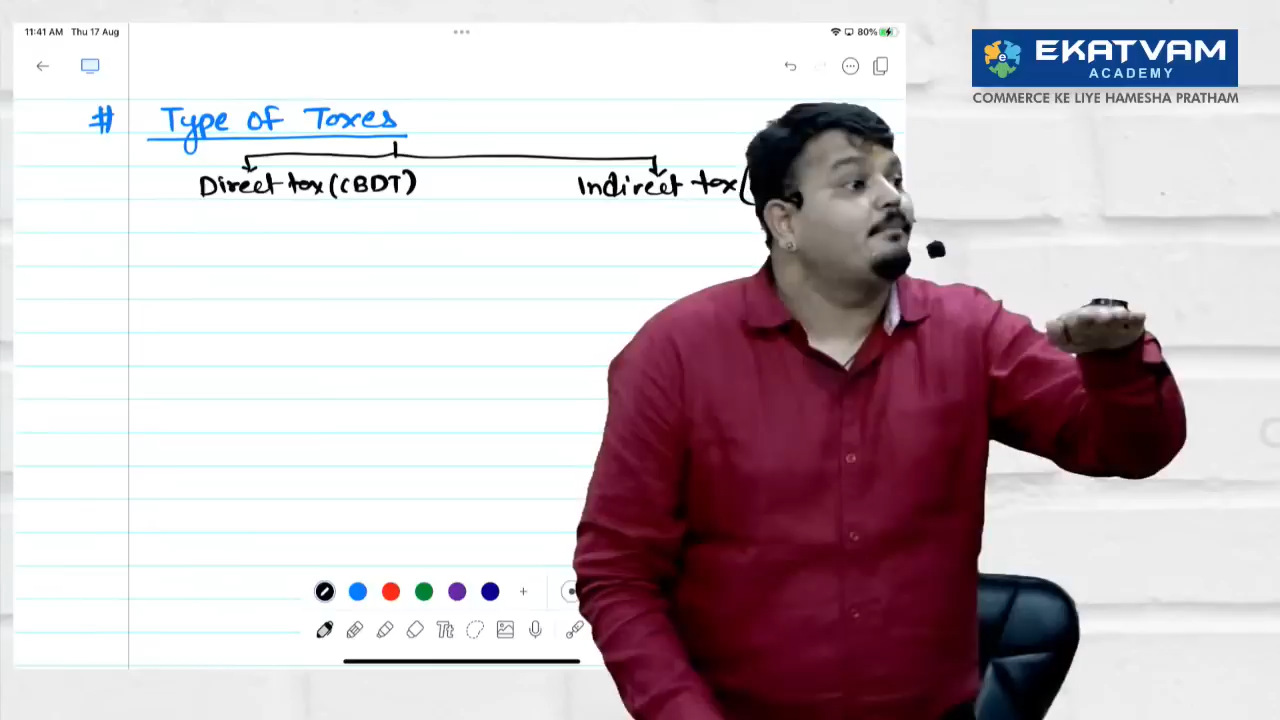 11:41 AM Thu 17 Aug
80%
EKATVAM
ACADEMY
COMMERCE KE LIYE HAMESHA PRATHAM
# Type of Taxes
Direct tax (CBDT)
Indirect tax (
Tt